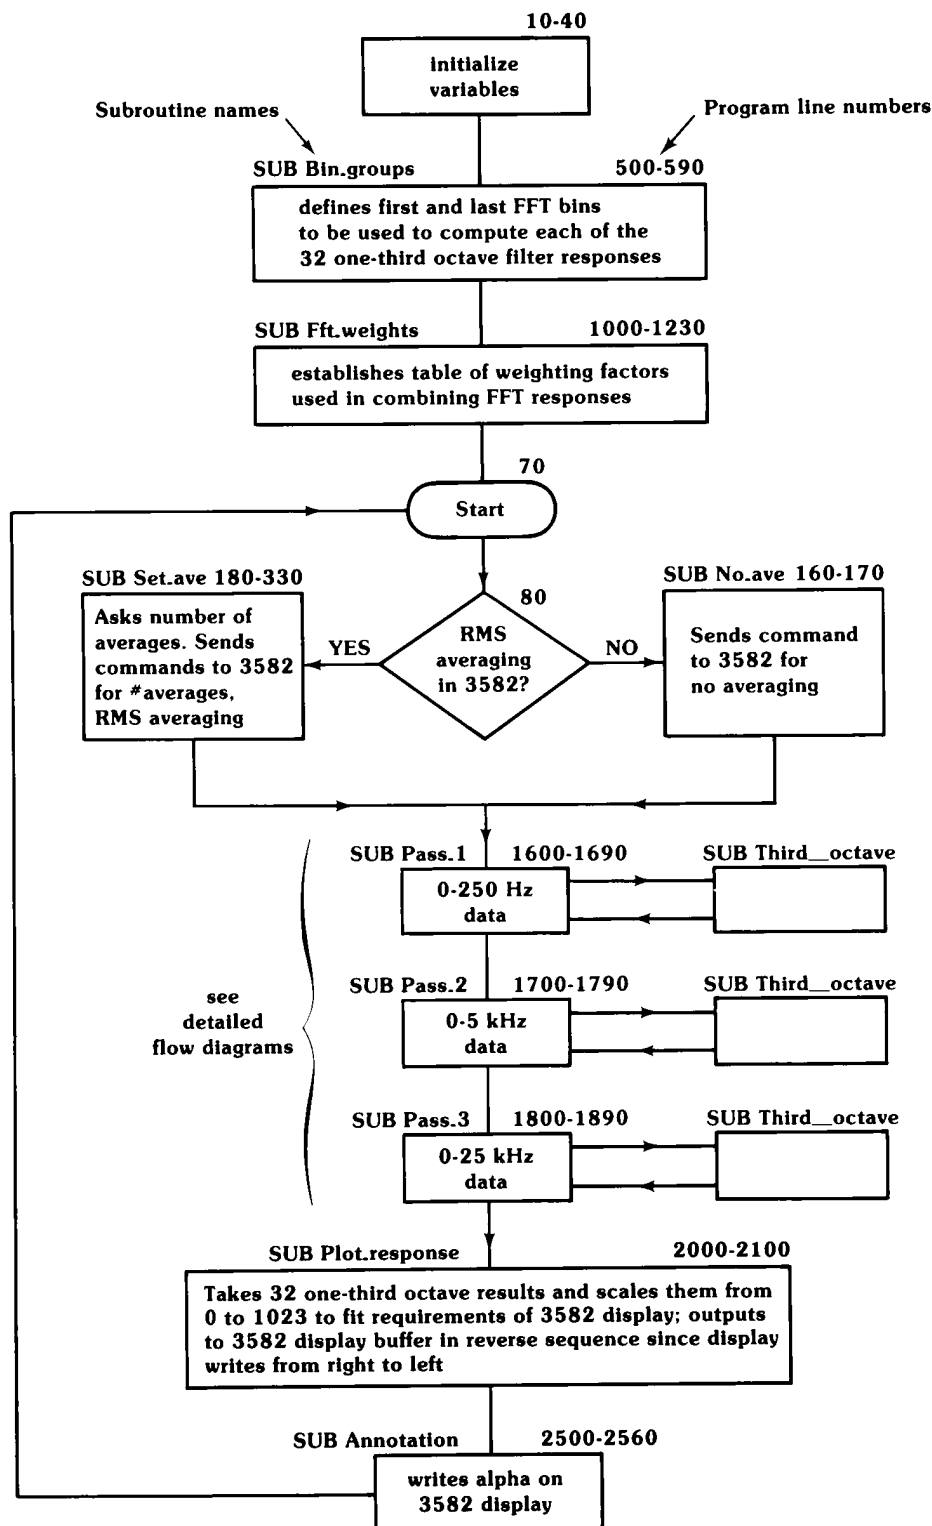 10-40
initialize
variables
Subroutine names
Program line numbers
SUB Bin.groups
500-590
defines first and last FFT bins
to be used to compute each of the
32 one-third octave filter responses
SUB Fft.weights
1000-1230
establishes table of weighting factors
used in combining FFT responses
70
Start
SUB Set.ave 180-330
Asks number of
averages. Sends
commands to 3582
for #averages,
RMS averaging
YES
80
RMS
averaging
in 3582?
NO
SUB No.ave 160-170
Sends command
to 3582 for
no averaging
see
detailed
flow diagrams
SUB Pass.1
1600-1690
0-250 Hz
data
SUB Third__octave
SUB Pass.2
1700-1790
0-5 kHz
data
SUB Third__octave
SUB Pass.3
1800-1890
0-25 kHz
data
SUB Third__octave
SUB Plot.response
2000-2100
Takes 32 one-third octave results and scales them from
0 to 1023 to fit requirements of 3582 display; outputs
to 3582 display buffer in reverse sequence since display
writes from right to left
SUB Annotation
2500-2560
writes alpha on
3582 display